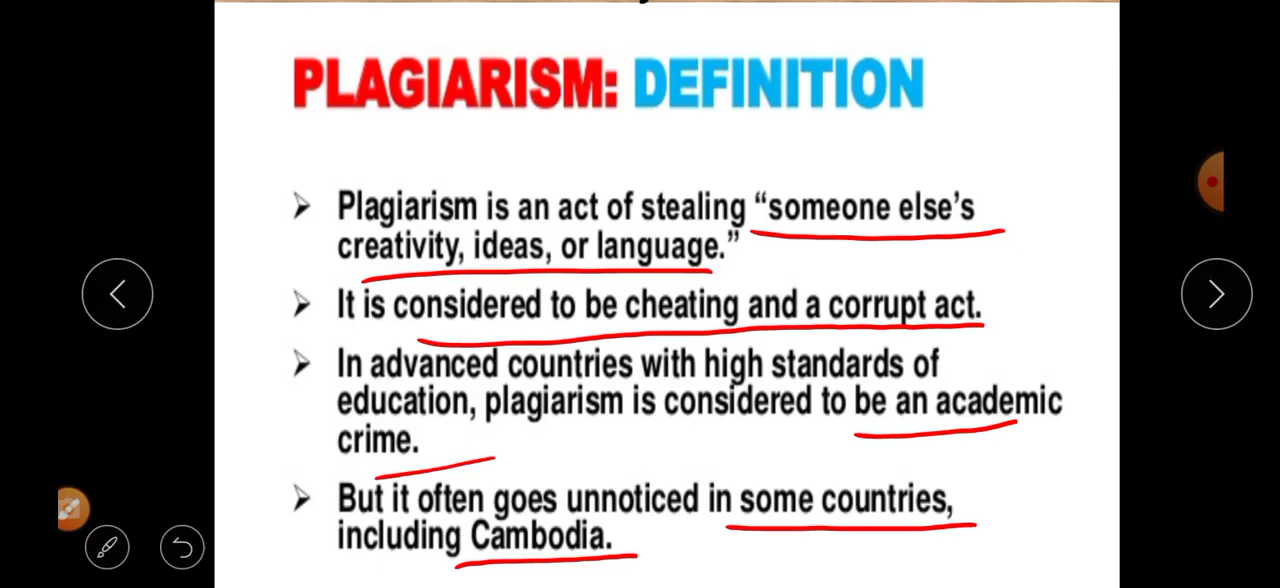 PLAGIARISM: DEFINITION
➢ Plagiarism is an act of stealing “someone else’s
creativity, ideas, or language.”
➢ It is considered to be cheating and a corrupt act.
➢ In advanced countries with high standards of
education, plagiarism is considered to be an academic
crime.
➢ But it often goes unnoticed in some countries,
including Cambodia.